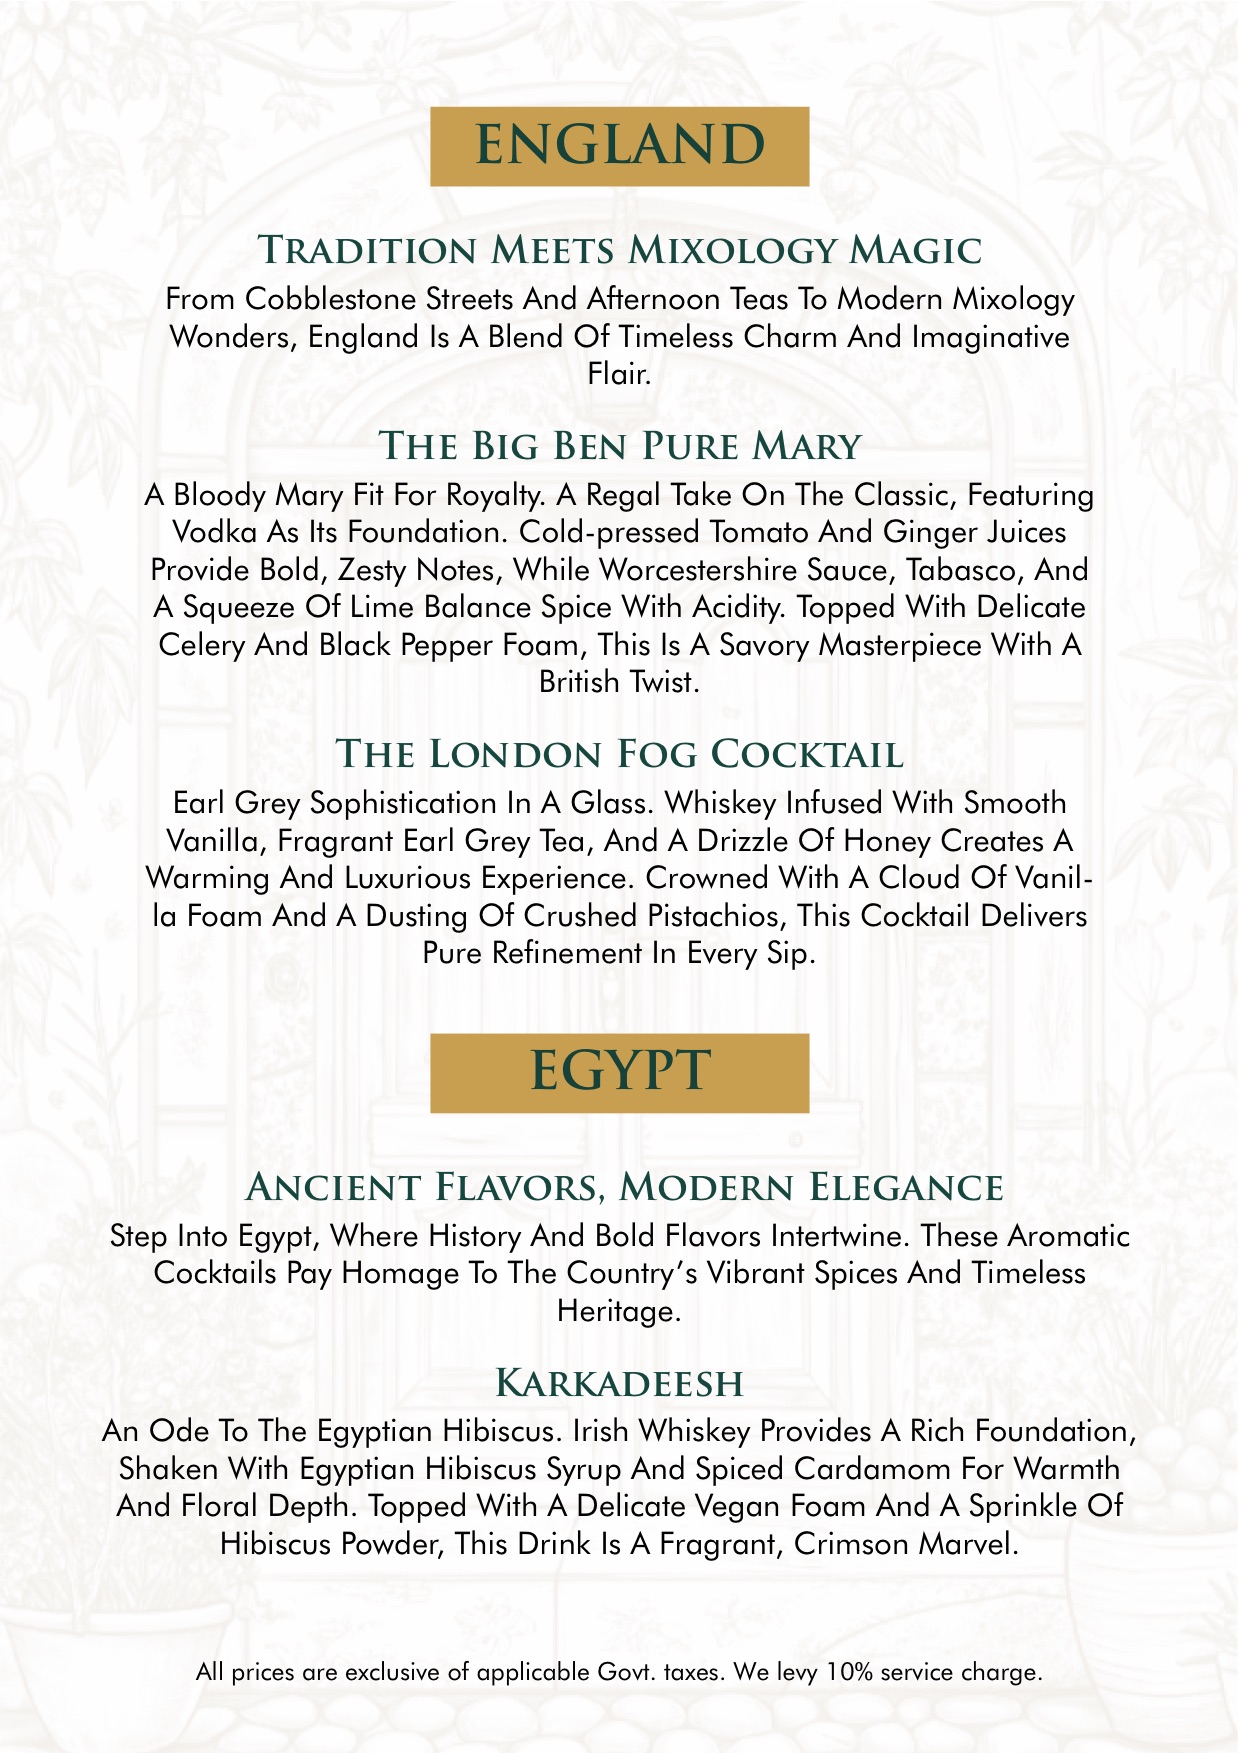 ENGLAND
Tradition Meets Mixology Magic
From Cobblestone Streets And Afternoon Teas To Modern Mixology
Wonders, England Is A Blend Of Timeless Charm And Imaginative
Flair.
The Big Ben Pure Mary
A Bloody Mary Fit For Royalty. A Regal Take On The Classic, Featuring
Vodka As Its Foundation. Cold-pressed Tomato And Ginger Juices
Provide Bold, Zesty Notes, While Worcestershire Sauce, Tabasco, And
A Squeeze Of Lime Balance Spice With Acidity. Topped With Delicate
Celery And Black Pepper Foam, This Is A Savory Masterpiece With A
British Twist.
The London Fog Cocktail
Earl Grey Sophistication In A Glass. Whiskey Infused With Smooth
Vanilla, Fragrant Earl Grey Tea, And A Drizzle Of Honey Creates A
Warming And Luxurious Experience. Crowned With A Cloud Of Vanil-
la Foam And A Dusting Of Crushed Pistachios, This Cocktail Delivers
Pure Refinement In Every Sip.
EGYPT
Ancient Flavors, Modern Elegance
Step Into Egypt, Where History And Bold Flavors Intertwine. These Aromatic
Cocktails Pay Homage To The Country’s Vibrant Spices And Timeless
Heritage.
Karkadeesh
An Ode To The Egyptian Hibiscus. Irish Whiskey Provides A Rich Foundation,
Shaken With Egyptian Hibiscus Syrup And Spiced Cardamom For Warmth
And Floral Depth. Topped With A Delicate Vegan Foam And A Sprinkle Of
Hibiscus Powder, This Drink Is A Fragrant, Crimson Marvel.
All prices are exclusive of applicable Govt. taxes. We levy 10% service charge.